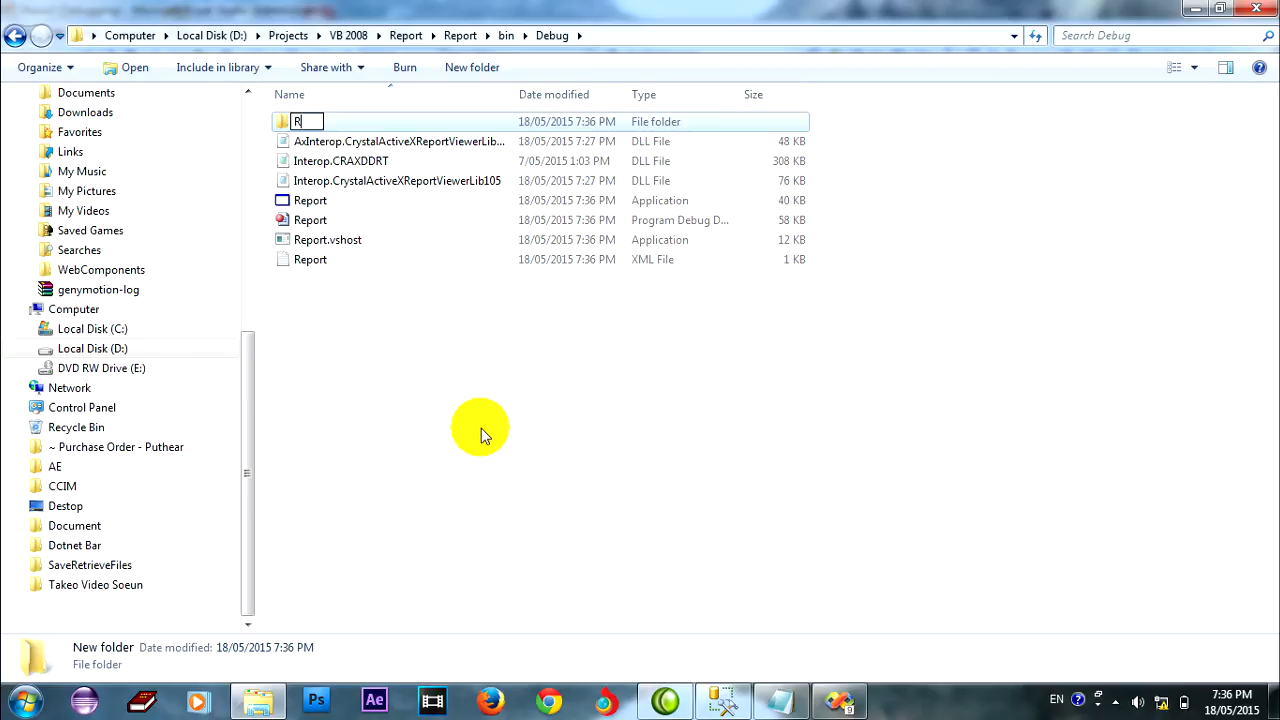 Computer Local Disk (D:) Projects VB 2008 Report Report bin Debug Search Debug
Organize Open Include in library Share with Burn New folder
Documents
Downloads
Favorites
Links
My Music
My Pictures
My Videos
Saved Games
Searches
WebComponents
genymotion-log
Computer
Local Disk (C:)
Local Disk (D:)
DVD RW Drive (E:)
Network
Control Panel
Recycle Bin
~ Purchase Order - Puthear
AE
CCIM
Destop
Document
Dotnet Bar
SaveRetrieveFiles
Takeo Video Soeun
Name Date modified Type Size
R 18/05/2015 7:36 PM File folder
AxInterop.CrystalActiveXReportViewerLib... 18/05/2015 7:27 PM DLL File 48 KB
Interop.CRAXDDRT 7/05/2015 1:03 PM DLL File 308 KB
Interop.CrystalActiveXReportViewerLib105 18/05/2015 7:27 PM DLL File 76 KB
Report 18/05/2015 7:36 PM Application 40 KB
Report 18/05/2015 7:36 PM Program Debug D... 58 KB
Report.vshost 18/05/2015 7:36 PM Application 12 KB
Report 18/05/2015 7:36 PM XML File 1 KB
New folder Date modified: 18/05/2015 7:36 PM
File folder
Ps Ae EN 7:36 PM
18/05/2015